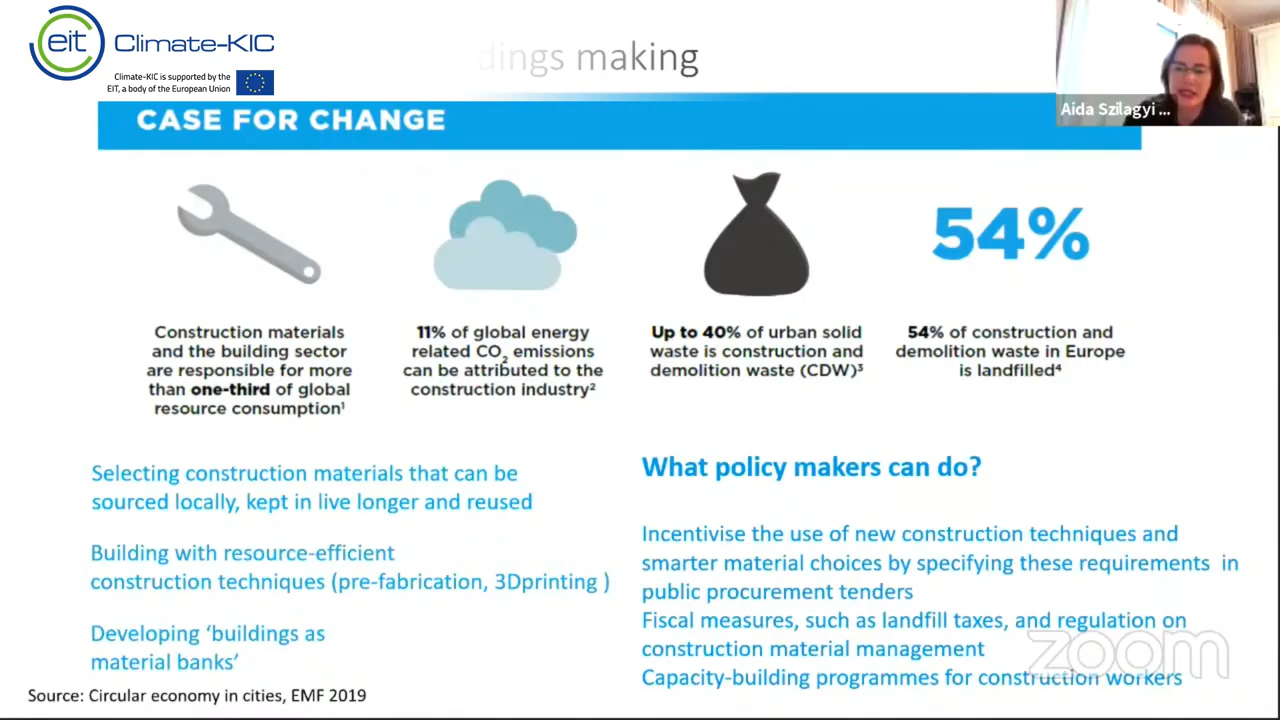 eit Climate-KIC
Climate-KIC is supported by the
EIT, a body of the European Union
dings making
Aida Szilagyi ...
CASE FOR CHANGE
54%
Construction materials
and the building sector
are responsible for more
than one-third of global
resource consumption¹
11% of global energy
related CO₂ emissions
can be attributed to the
construction industry²
Up to 40% of urban solid
waste is construction and
demolition waste (CDW)³
54% of construction and
demolition waste in Europe
is landfilled⁴
Selecting construction materials that can be
sourced locally, kept in live longer and reused
Building with resource-efficient
construction techniques (pre-fabrication, 3Dprinting )
Developing ‘buildings as
material banks’
What policy makers can do?
Incentivise the use of new construction techniques and
smarter material choices by specifying these requirements in
public procurement tenders
Fiscal measures, such as landfill taxes, and regulation on
construction material management
Capacity-building programmes for construction workers
zoom
Source: Circular economy in cities, EMF 2019